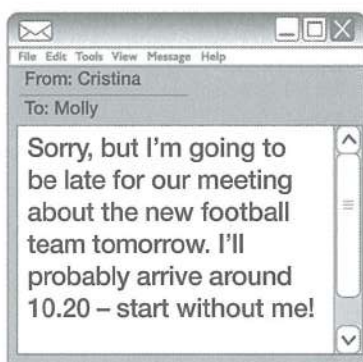 File Edit Tools View Message Help
From: Cristina
To: Molly
Sorry, but I'm going to
be late for our meeting
about the new football
team tomorrow. I'll
probably arrive around
10.20 – start without me!